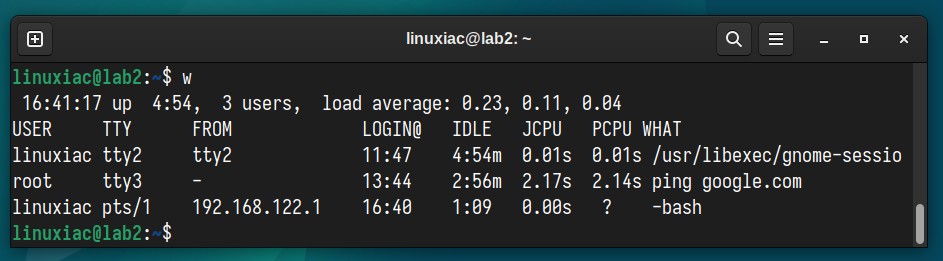 linuxiac@lab2: ~
linuxiac@lab2:~$ w
 16:41:17 up  4:54,  3 users,  load average: 0.23, 0.11, 0.04
USER     TTY      FROM             LOGIN@   IDLE   JCPU   PCPU WHAT
linuxiac tty2     tty2             11:47    4:54m  0.01s  0.01s /usr/libexec/gnome-sessio
root     tty3     -                13:44    2:56m  2.17s  2.14s ping google.com
linuxiac pts/1    192.168.122.1    16:40    1:09   0.00s   ?    -bash
linuxiac@lab2:~$